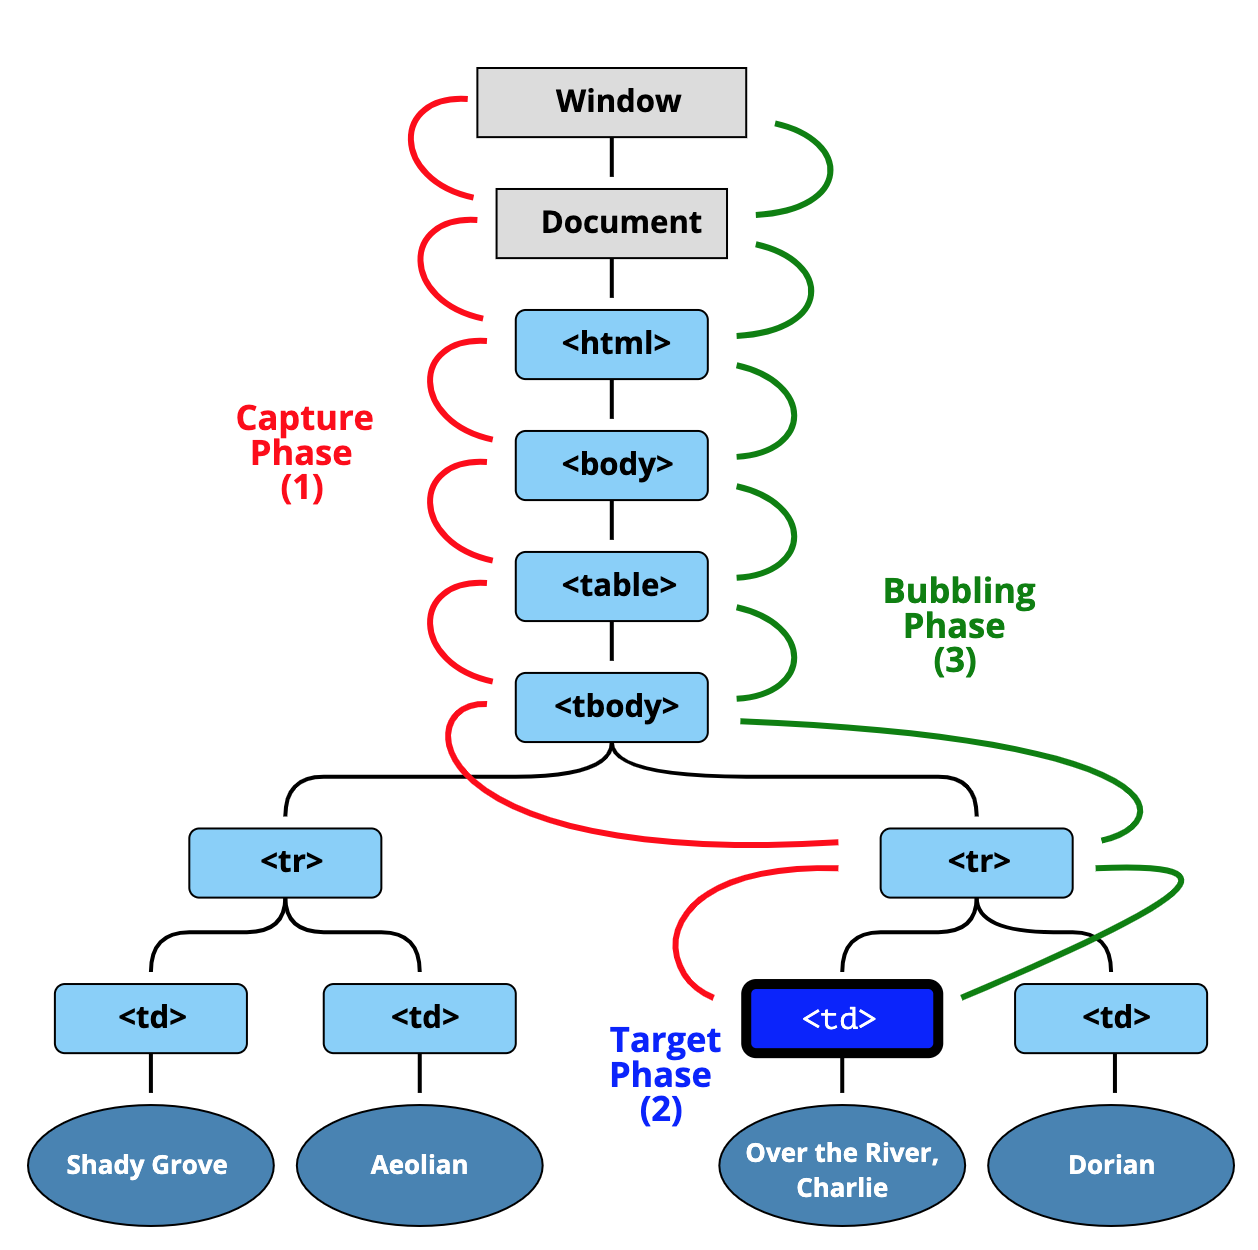 Window
Document
<html>
<body>
Capture
Phase
(1)
<table>
Bubbling
Phase
(3)
<tbody>
<tr>
<tr>
<td>
<td>
<td>
<td>
Target
Phase
(2)
Shady Grove
Aeolian
Over the River,
Charlie
Dorian